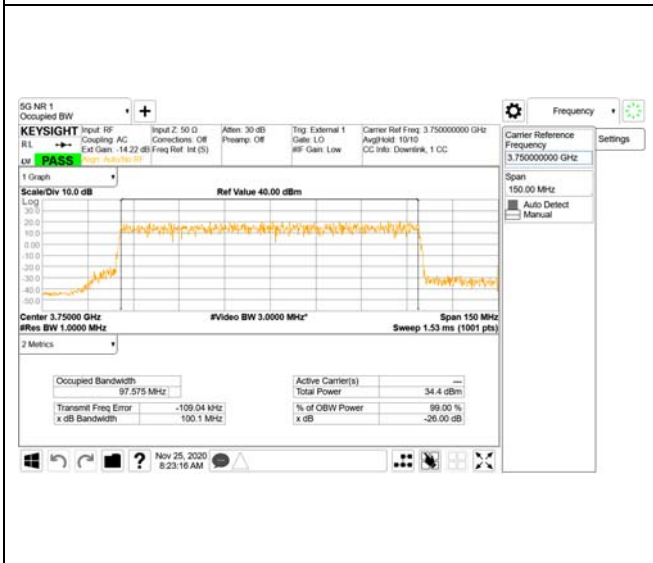 5G NR 1
Occupied BW
+
Frequency
KEYSIGHT
Input: RF
Coupling: AC
Ext Gain: -14.22 dB
Align: Auto/No RF
Input Z: 50 Ω
Corrections: Off
Freq Ref: Int (S)
Atten: 30 dB
Preamp: Off
Trig: External 1
Gate: LO
#IF Gain: Low
Carrier Ref Freq: 3.750000000 GHz
Avg|Hold: 10/10
CC Info: Downlink, 1 CC
RL
LXI
PASS
Carrier Reference
Frequency
3.750000000 GHz
Settings
Span
150.00 MHz
Auto Detect
Manual
1 Graph
Scale/Div 10.0 dB
Ref Value 40.00 dBm
Log
30.0
20.0
10.0
0.00
-10.0
-20.0
-30.0
-40.0
-50.0
Center 3.75000 GHz
#Video BW 3.0000 MHz*
Span 150 MHz
#Res BW 1.0000 MHz
Sweep 1.53 ms (1001 pts)
2 Metrics
Occupied Bandwidth
97.575 MHz
Active Carrier(s) ---
Total Power 34.4 dBm
Transmit Freq Error -109.04 kHz
x dB Bandwidth 100.1 MHz
% of OBW Power 99.00 %
x dB -26.00 dB
?
Nov 25, 2020
8:23:16 AM